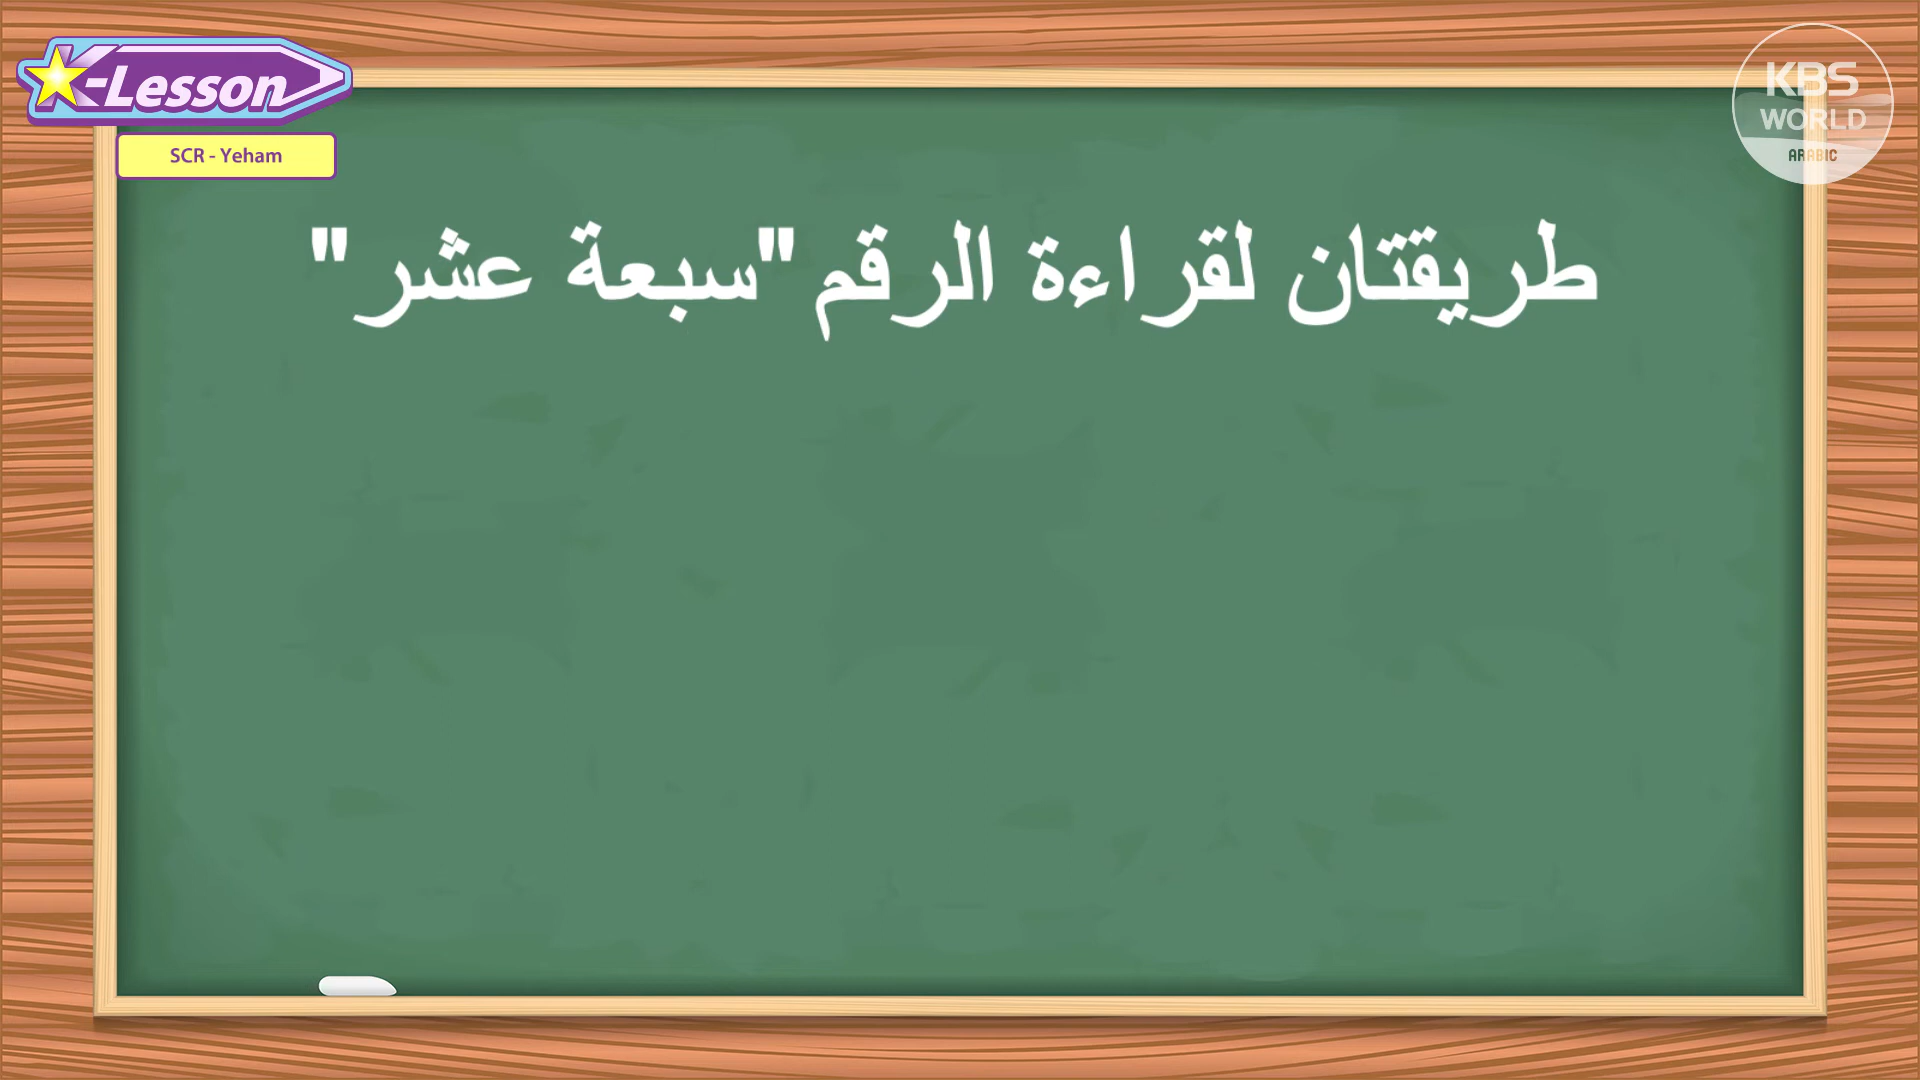 K-Lesson
SCR - Yeham
KBS
WORLD
ARABIC
طريقتان لقراءة الرقم "سبعة عشر"